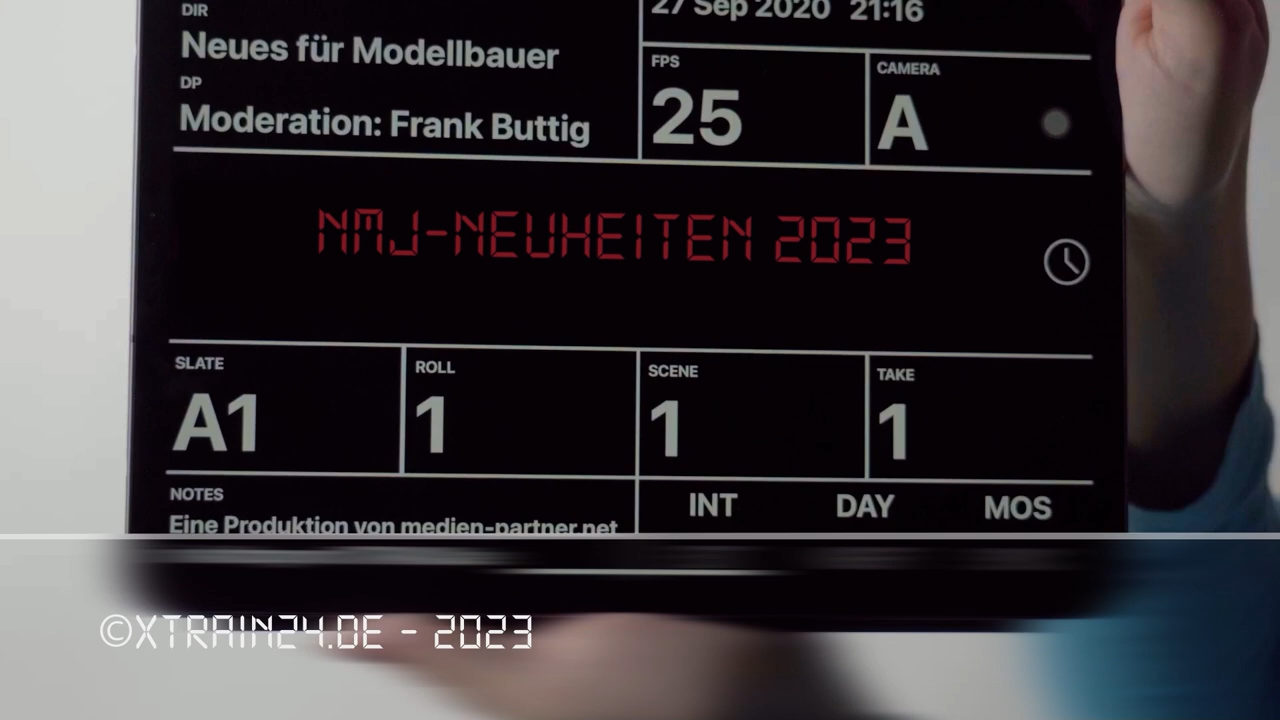 DIR
Neues für Modellbauer
DP
Moderation: Frank Buttig
27 Sep 2020 21:16
FPS
25
CAMERA
A
NMJ-NEUHEITEN 2023
SLATE
A1
ROLL
1
SCENE
1
TAKE
1
NOTES
Eine Produktion von medien-partner.net
INT DAY MOS
©XTRAIN24.DE - 2023